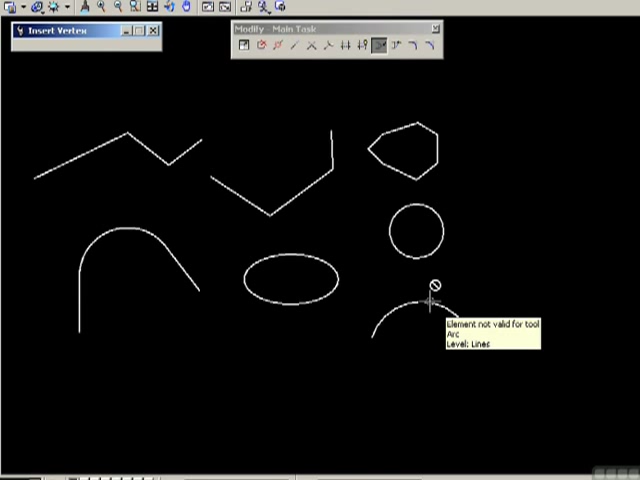 Insert Vertex
Modify - Main Task
Element not valid for tool
Arc
Level: Lines